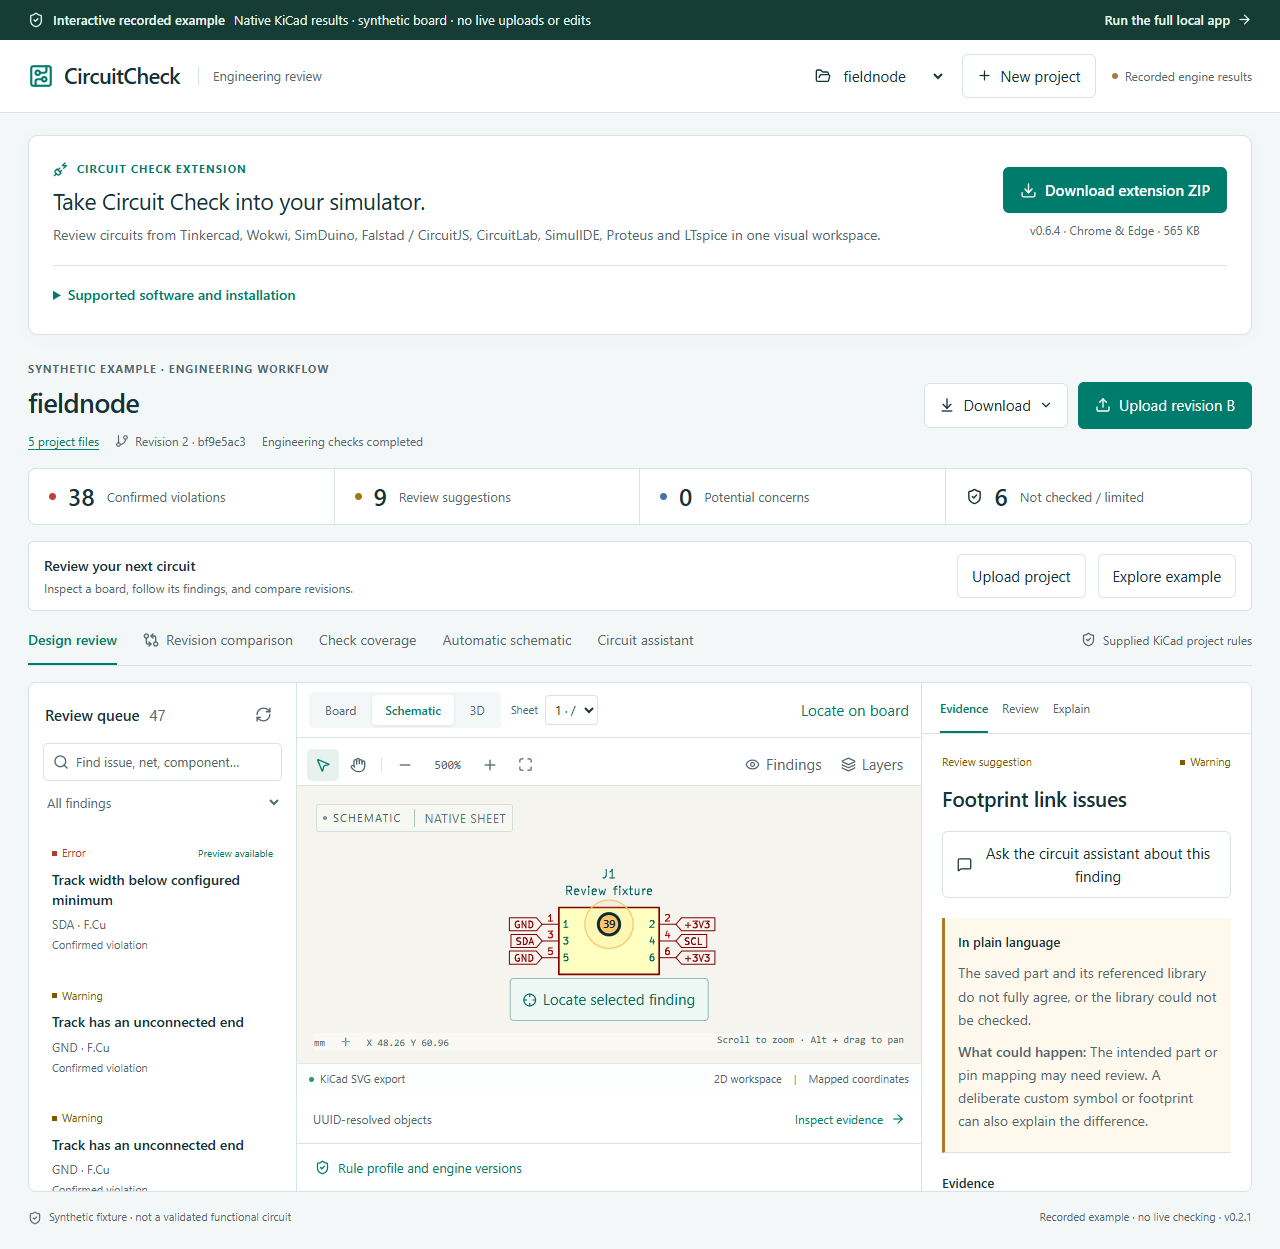 Interactive recorded example Native KiCad results · synthetic board · no live uploads or edits
Run the full local app →
CircuitCheck
Engineering review
fieldnode
+ New project
Recorded engine results
CIRCUIT CHECK EXTENSION
Take Circuit Check into your simulator.
Review circuits from Tinkercad, Wokwi, SimDuino, Falstad / CircuitJS, CircuitLab, SimulIDE, Proteus and LTspice in one visual workspace.
Download extension ZIP
v0.6.4 · Chrome & Edge · 565 KB
Supported software and installation
SYNTHETIC EXAMPLE · ENGINEERING WORKFLOW
fieldnode
5 project files
Revision 2 · bf9e5ac3
Engineering checks completed
Download
Upload revision B
38 Confirmed violations
9 Review suggestions
0 Potential concerns
6 Not checked / limited
Review your next circuit
Inspect a board, follow its findings, and compare revisions.
Upload project
Explore example
Design review
Revision comparison
Check coverage
Automatic schematic
Circuit assistant
Supplied KiCad project rules
Review queue 47
Find issue, net, component...
All findings
Error
Preview available
Track width below configured
minimum
SDA · F.Cu
Confirmed violation
Warning
Track has an unconnected end
GND · F.Cu
Confirmed violation
Warning
Track has an unconnected end
GND · F.Cu
Confirmed violation
Board
Schematic
3D
Sheet
1 · /
Locate on board
500%
Findings
Layers
SCHEMATIC
NATIVE SHEET
J1
Review fixture
GND 1 1 2 2 +3V3
SDA 3 3 4 4 SCL
GND 5 5 6 6 +3V3
39
Locate selected finding
mm
X 48.26 Y 60.96
Scroll to zoom · Alt + drag to pan
KiCad SVG export
2D workspace | Mapped coordinates
UUID-resolved objects
Inspect evidence →
Rule profile and engine versions
Evidence
Review
Explain
Review suggestion
Warning
Footprint link issues
Ask the circuit assistant about this
finding
In plain language
The saved part and its referenced library
do not fully agree, or the library could not
be checked.
What could happen: The intended part or
pin mapping may need review. A
deliberate custom symbol or footprint
can also explain the difference.
Evidence
Synthetic fixture · not a validated functional circuit
Recorded example · no live checking · v0.2.1